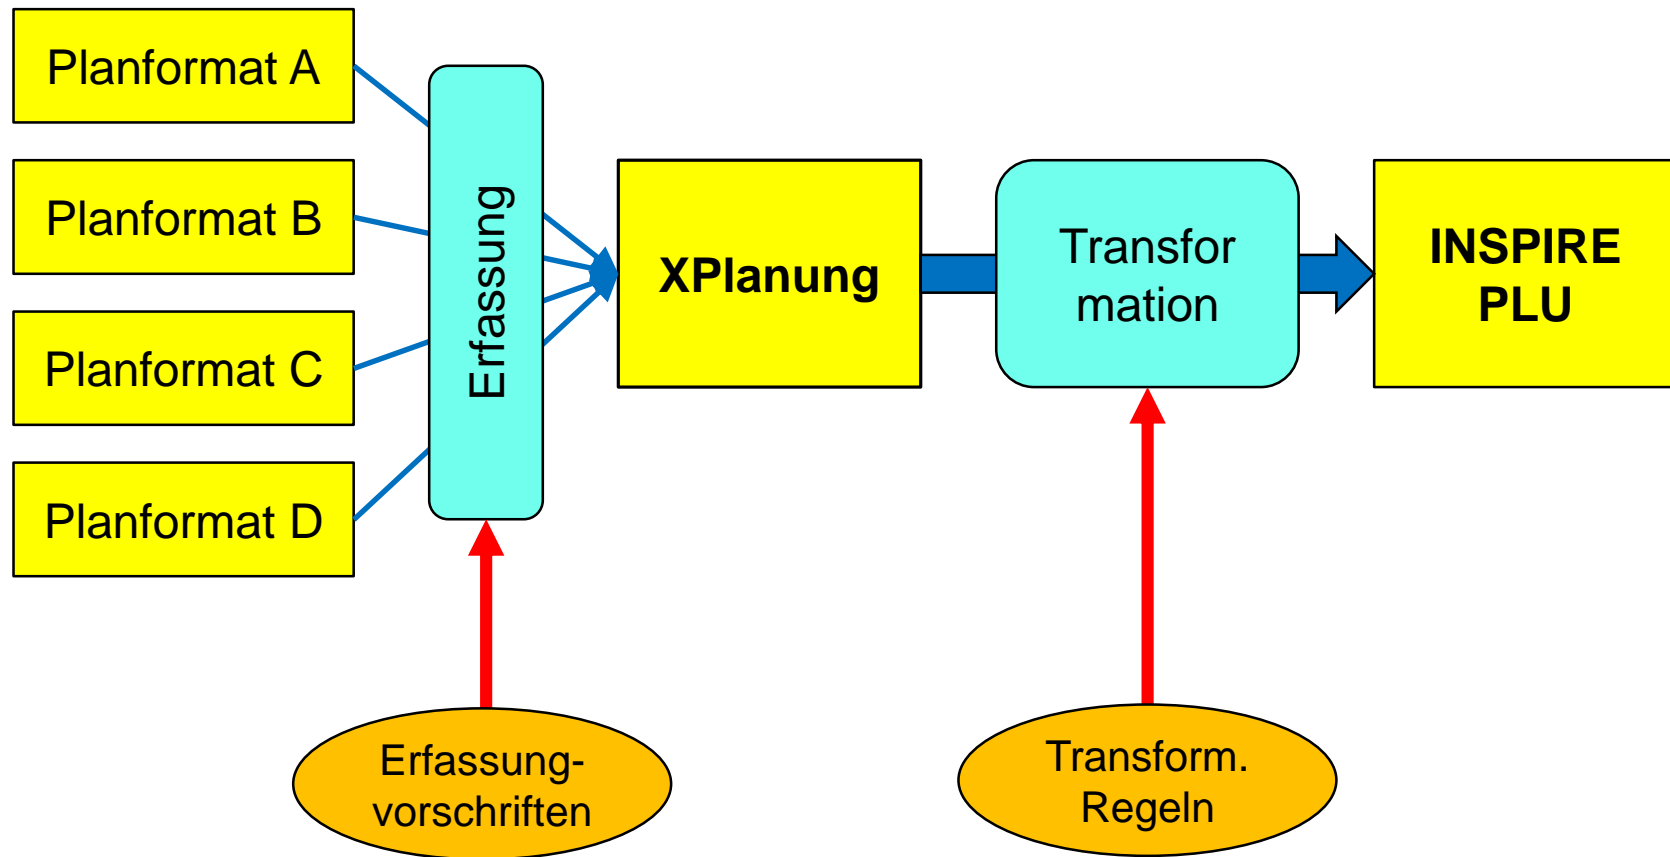 Planformat A
Planformat B
Planformat C
Planformat D
Erfassung
XPlanung
Transfor
mation
INSPIRE
PLU
Erfassung-
vorschriften
Transform.
Regeln